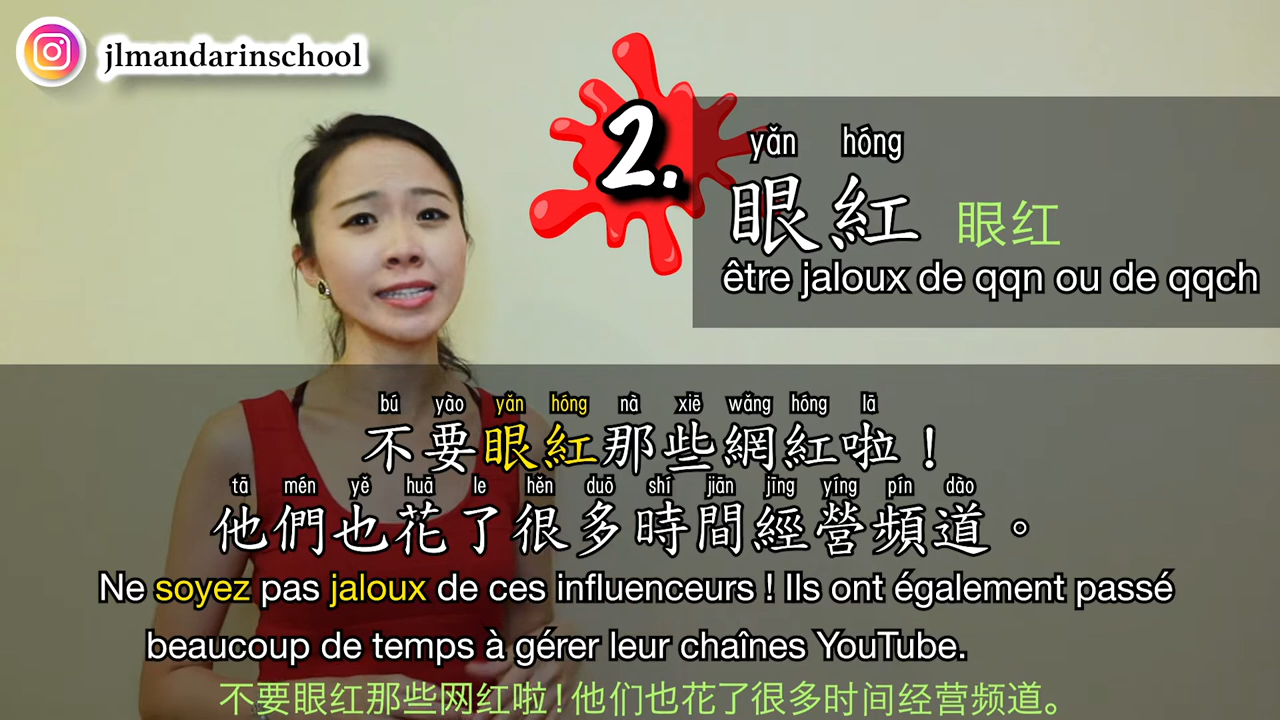 jlmandarinschool
2.
yǎn hóng
眼紅 眼红
être jaloux de qqn ou de qqch
bú yào yǎn hóng nà xiē wǎng hóng lā
不要眼紅那些網紅啦！
tā mén yě huā le hěn duō shí jiān jīng yíng pín dào
他們也花了很多時間經營頻道。
Ne soyez pas jaloux de ces influenceurs ! Ils ont également passé
beaucoup de temps à gérer leur chaînes YouTube.
不要眼红那些网红啦！他们也花了很多时间经营频道。